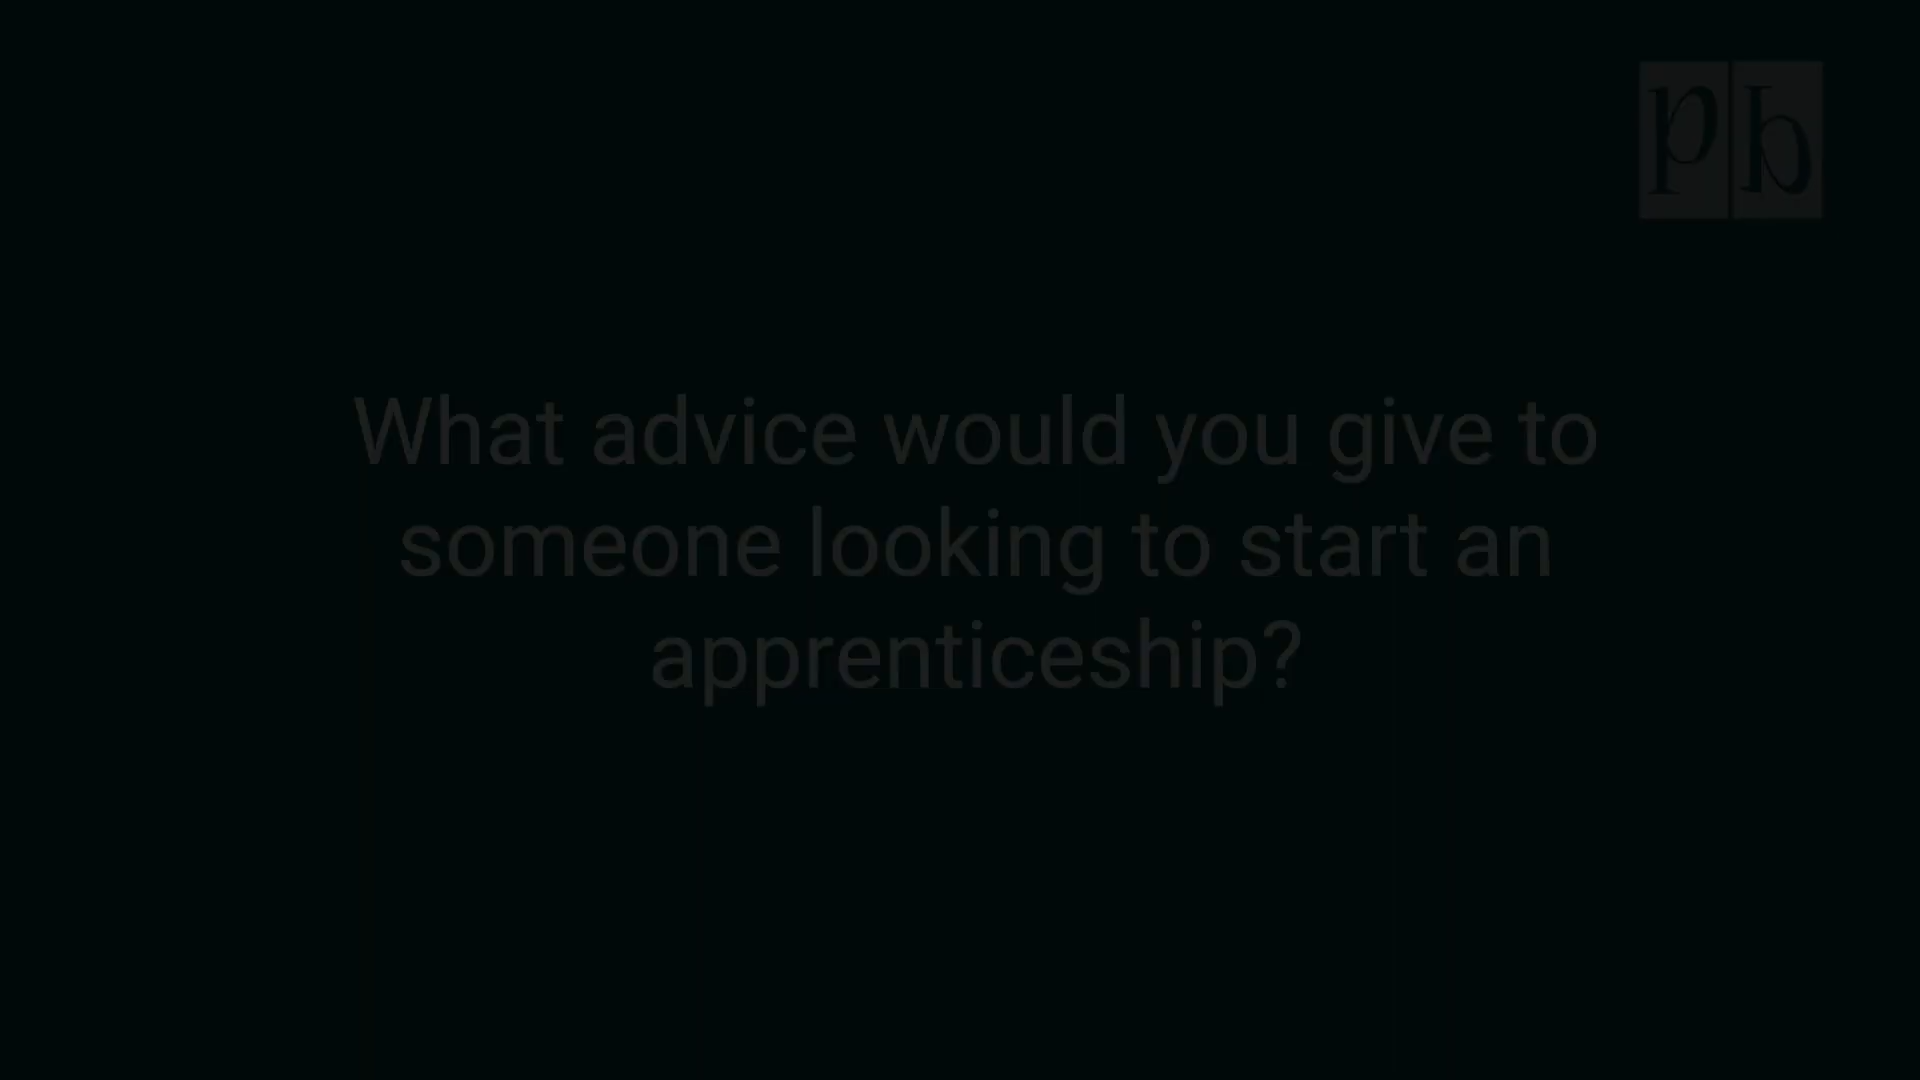 pb
What advice would you give to
someone looking to start an
apprenticeship?